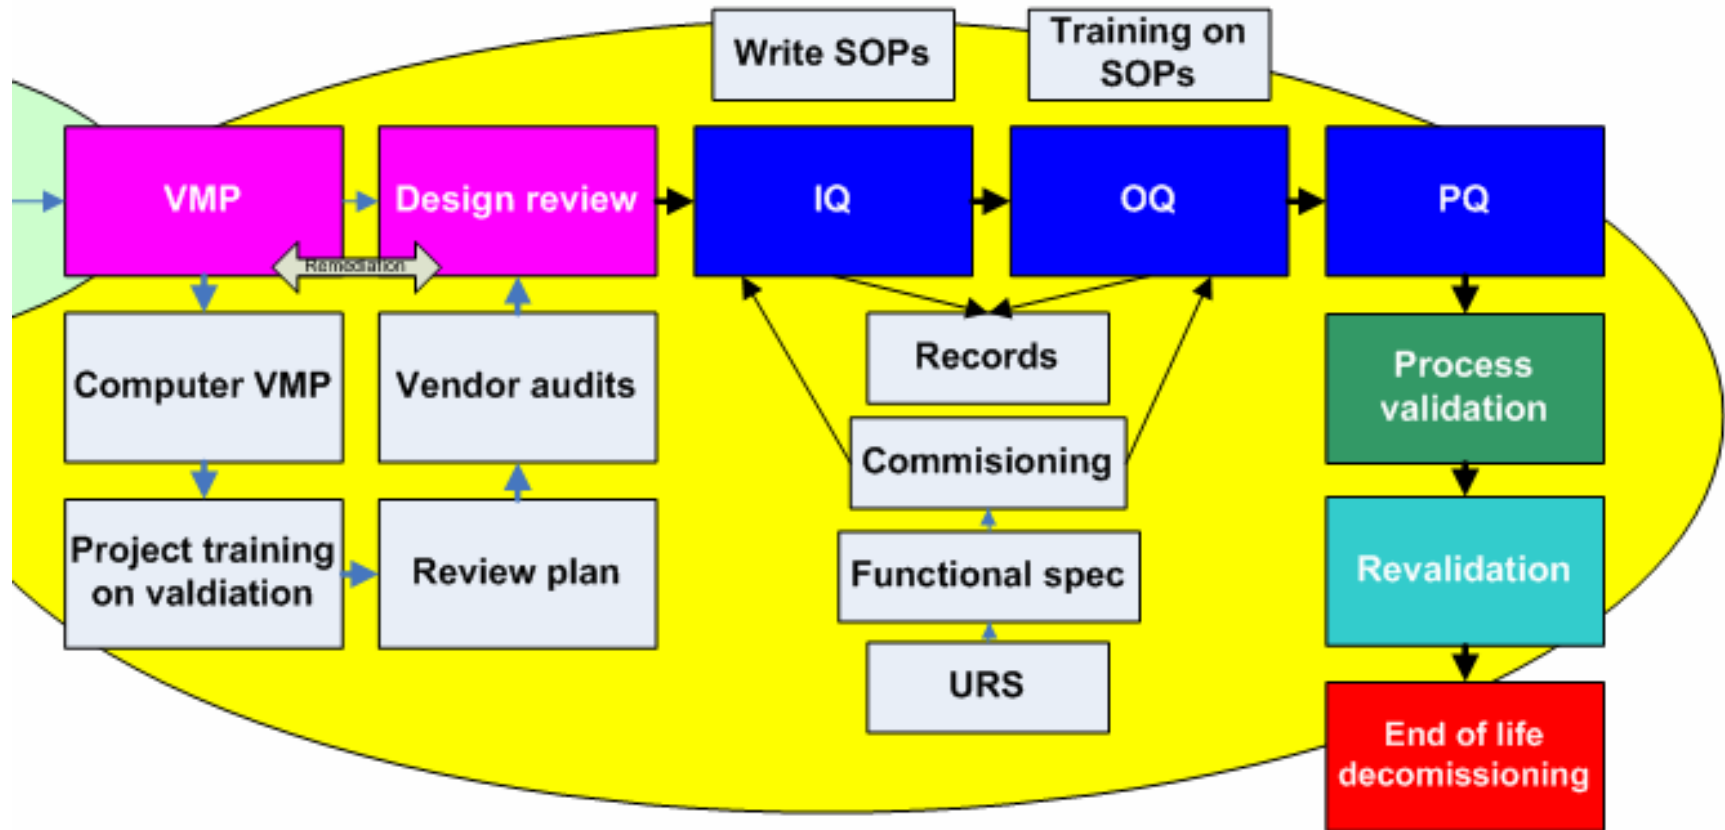 Write SOPs
Training on
SOPs
VMP
Design review
IQ
OQ
PQ
Remediation
Computer VMP
Vendor audits
Records
Process
validation
Commisioning
Project training
on valdiation
Review plan
Functional spec
Revalidation
URS
End of life
decomissioning